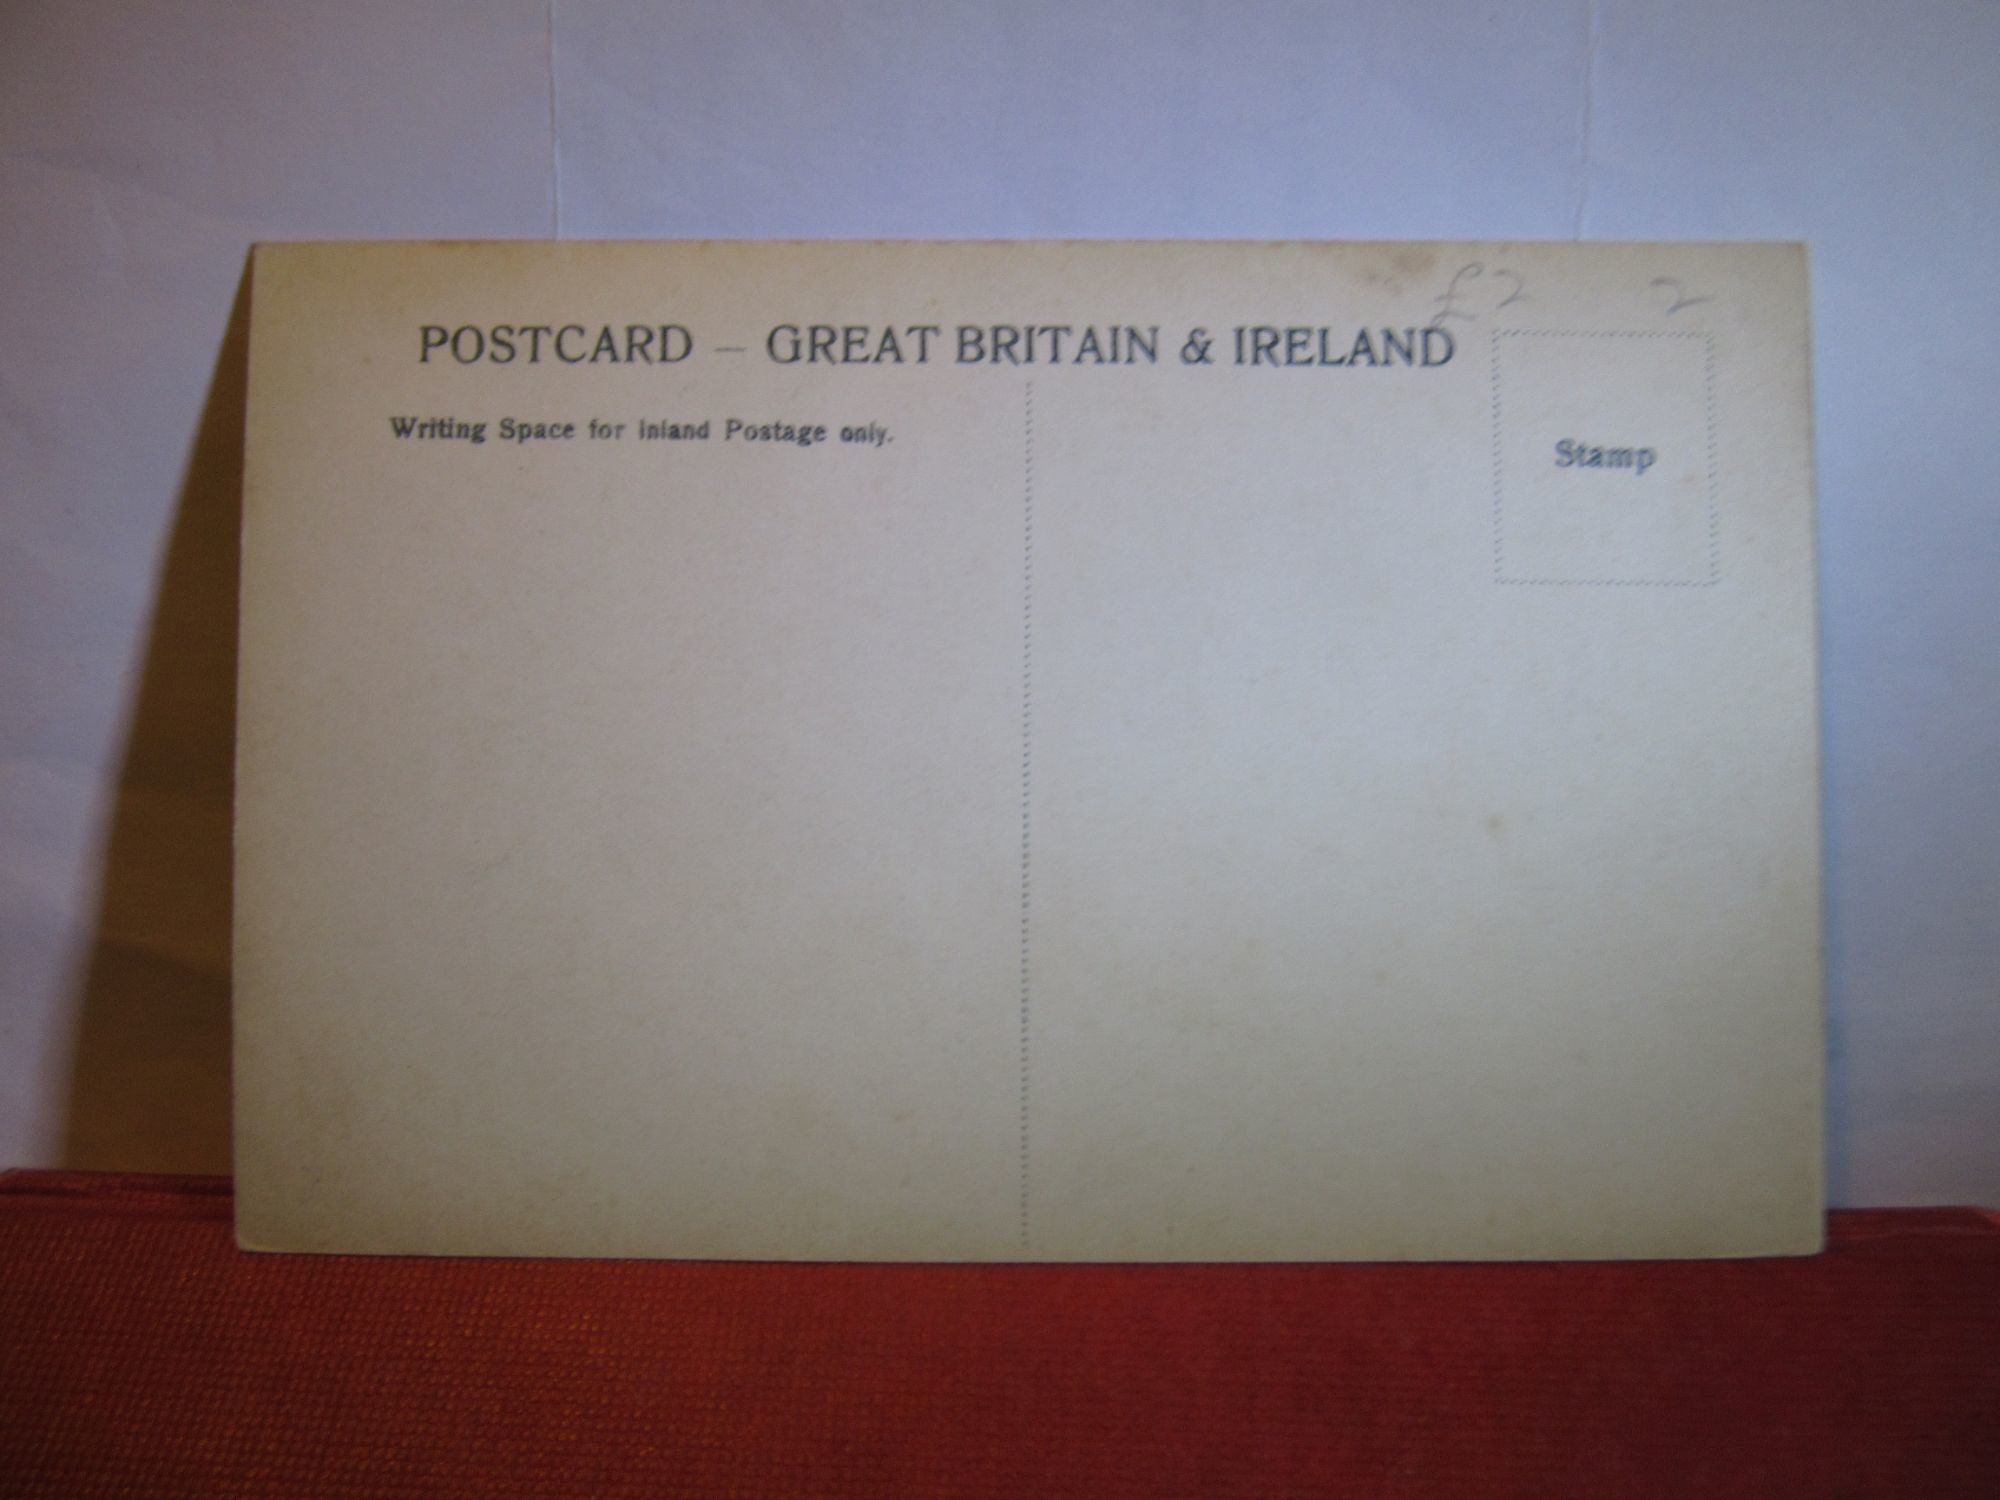 £2 2
POSTCARD – GREAT BRITAIN & IRELAND
Writing Space for Inland Postage only.
Stamp